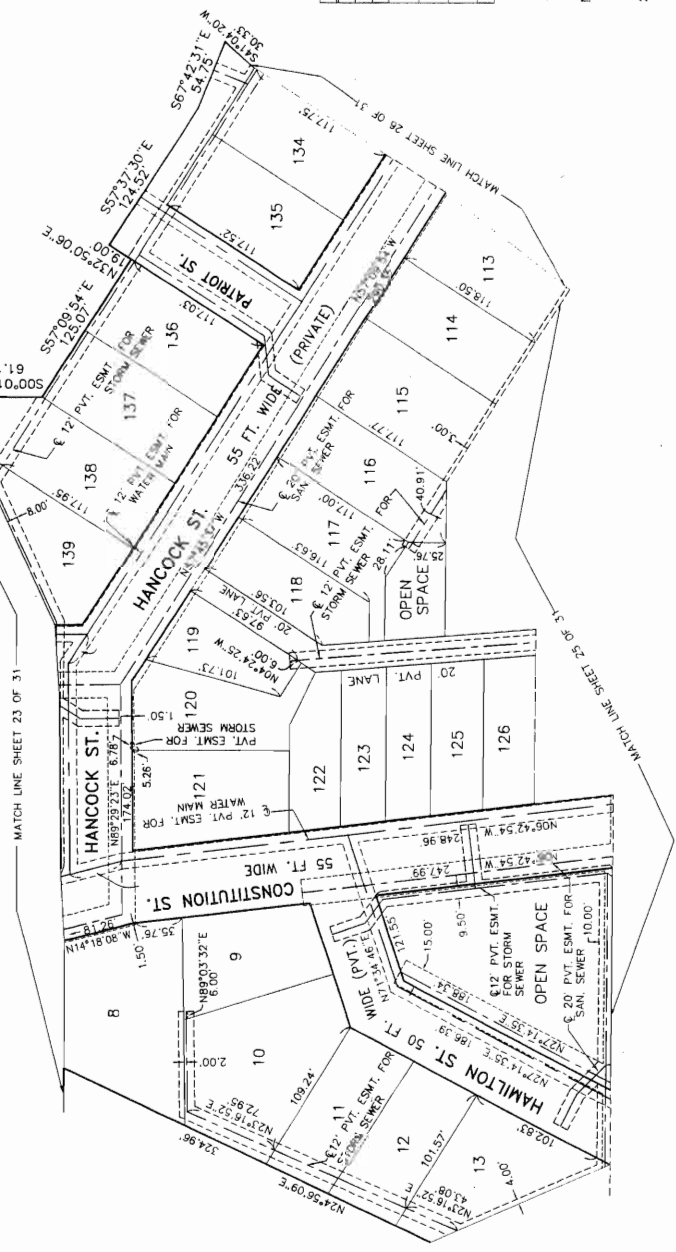 MATCH LINE SHEET 23 OF 31
S00°01
61.
S57°09'54"E
125.07'
N32°50'06"E
19.00'
S57°37'30"E
124.52'
S67°42'31"E
54.75'
S41°04'20"W
30.33'
MATCH LINE SHEET 26 OF 31
8.00'
139
138
117.95'
137
136
117.03'
℄ 12' PVT. ESMT. FOR
STORM SEWER
℄ 12' PVT. ESMT. FOR
WATER MAIN
PATRIOT ST.
117.52'
135
134
117.75'
HANCOCK ST.
55 FT. WIDE
(PRIVATE)
336.22'
HANCOCK ST.
N89°29'23"E
174.02'
6.78'
1.50'
5.26'
PVT. ESMT. FOR
STORM SEWER
113
118.50'
114
115
117.77'
3.00'
116
117.00'
℄ 20' PVT. ESMT. FOR
SAN. SEWER
117
116.63'
℄ 12' PVT. ESMT. FOR
STORM SEWER
28.11'
40.91'
25.76'
OPEN
SPACE
118
103.56'
20' PVT. LANE
97.63'
N04°24'25"W
6.00'
119
101.73'
120
121
122
123
124
125
126
20' PVT. LANE
℄ 12' PVT. ESMT. FOR
WATER MAIN
CONSTITUTION ST.
55 FT. WIDE
81.26'
N14°18'08"W
1.50'
35.76'
N06°42'54"W
248.96
247.99
MATCH LINE SHEET 25 OF 31
8
9
N89°03'32"E
6.00'
2.00'
10
N23°16'52"E
72.95'
109.24'
324.96'
N24°56'09"E
11
℄ 12' PVT. ESMT. FOR
STORM SEWER
12
101.57'
13
N23°16'52"E
43.08'
4.00'
HAMILTON ST. 50 FT.
WIDE (PVT.)
N71°34'46"E
121.55'
15.00'
188.34'
N27°14'35"E
186.39'
N27°14'35"E
102.83'
9.50'
℄12' PVT. ESMT.
FOR STORM
SEWER
OPEN SPACE
℄ 20' PVT. ESMT. FOR
SAN. SEWER
10.00'